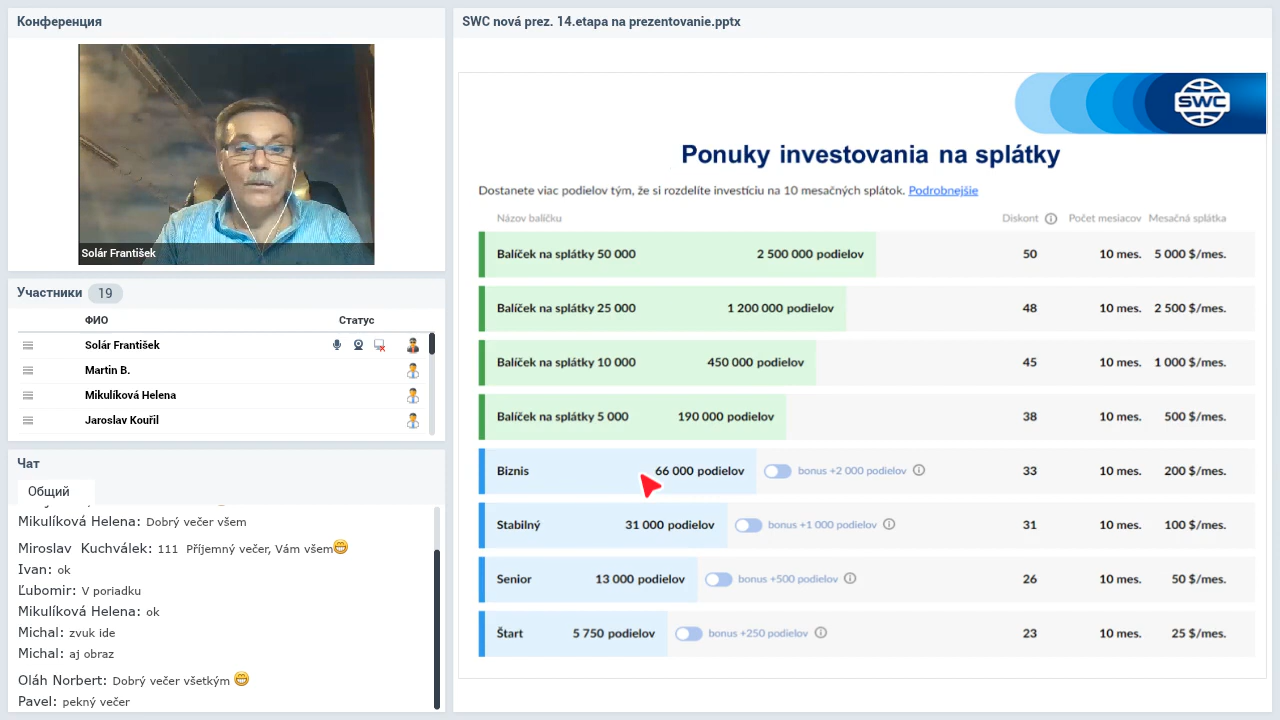 Конференция
Solár František
Участники 19
ФИО Статус
Solár František
Martin B.
Mikulíková Helena
Jaroslav Kouřil
Чат
Общий
Mikulíková Helena: Dobrý večer všem
Miroslav Kuchválek: 111 Příjemný večer, Vám všem😁
Ivan: ok
Ľubomir: V poriadku
Mikulíková Helena: ok
Michal: zvuk ide
Michal: aj obraz
Oláh Norbert: Dobrý večer všetkým 😁
Pavel: pekný večer
SWC nová prez. 14.etapa na prezentovanie.pptx
SWC
Ponuky investovania na splátky
Dostanete viac podielov tým, že si rozdelíte investíciu na 10 mesačných splátok. Podrobnejšie
Názov balíčku Diskont Počet mesiacov Mesačná splátka
Balíček na splátky 50 000 2 500 000 podielov 50 10 mes. 5 000 $/mes.
Balíček na splátky 25 000 1 200 000 podielov 48 10 mes. 2 500 $/mes.
Balíček na splátky 10 000 450 000 podielov 45 10 mes. 1 000 $/mes.
Balíček na splátky 5 000 190 000 podielov 38 10 mes. 500 $/mes.
Biznis 66 000 podielov bonus +2 000 podielov 33 10 mes. 200 $/mes.
Stabilný 31 000 podielov bonus +1 000 podielov 31 10 mes. 100 $/mes.
Senior 13 000 podielov bonus +500 podielov 26 10 mes. 50 $/mes.
Štart 5 750 podielov bonus +250 podielov 23 10 mes. 25 $/mes.